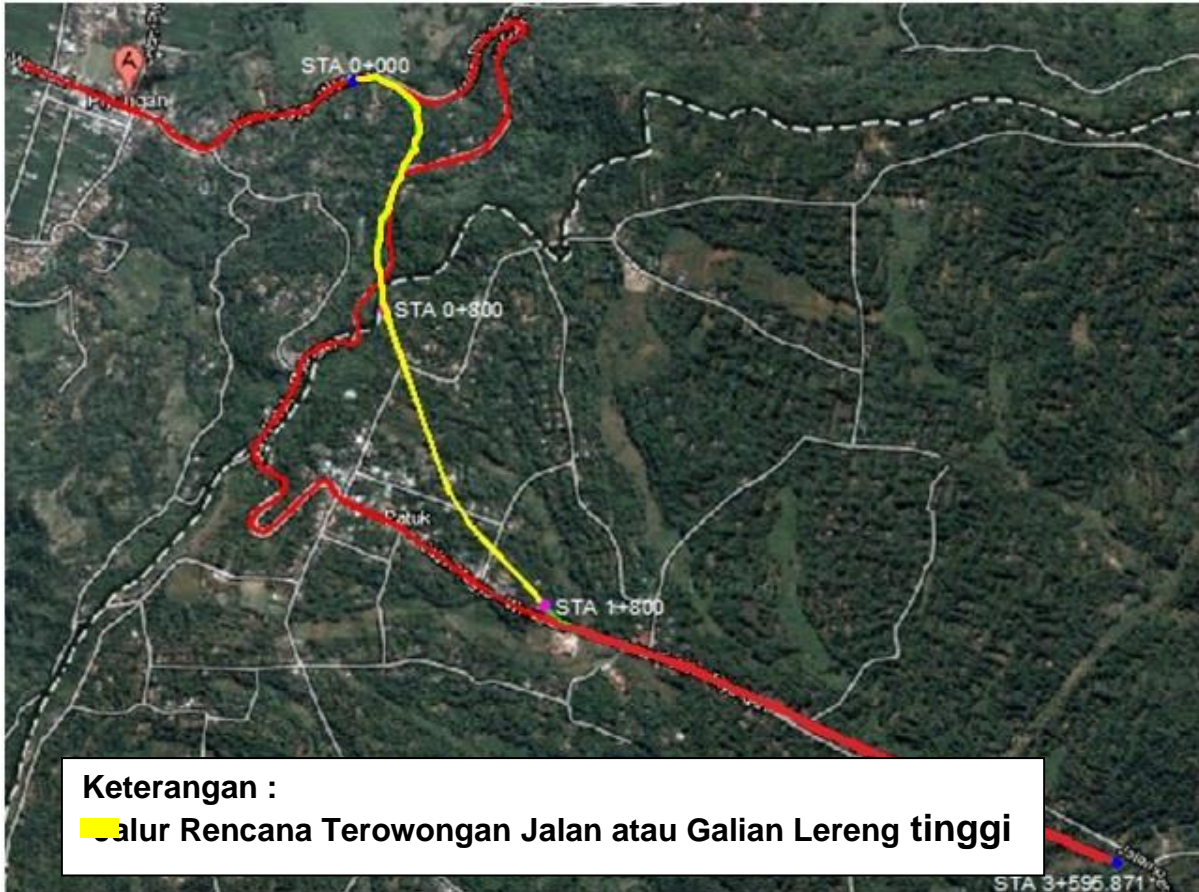 A
STA 0+000
STA 0+800
Patuk
STA 1+800
STA 3+595.871
Keterangan :
Jalur Rencana Terowongan Jalan atau Galian Lereng tinggi